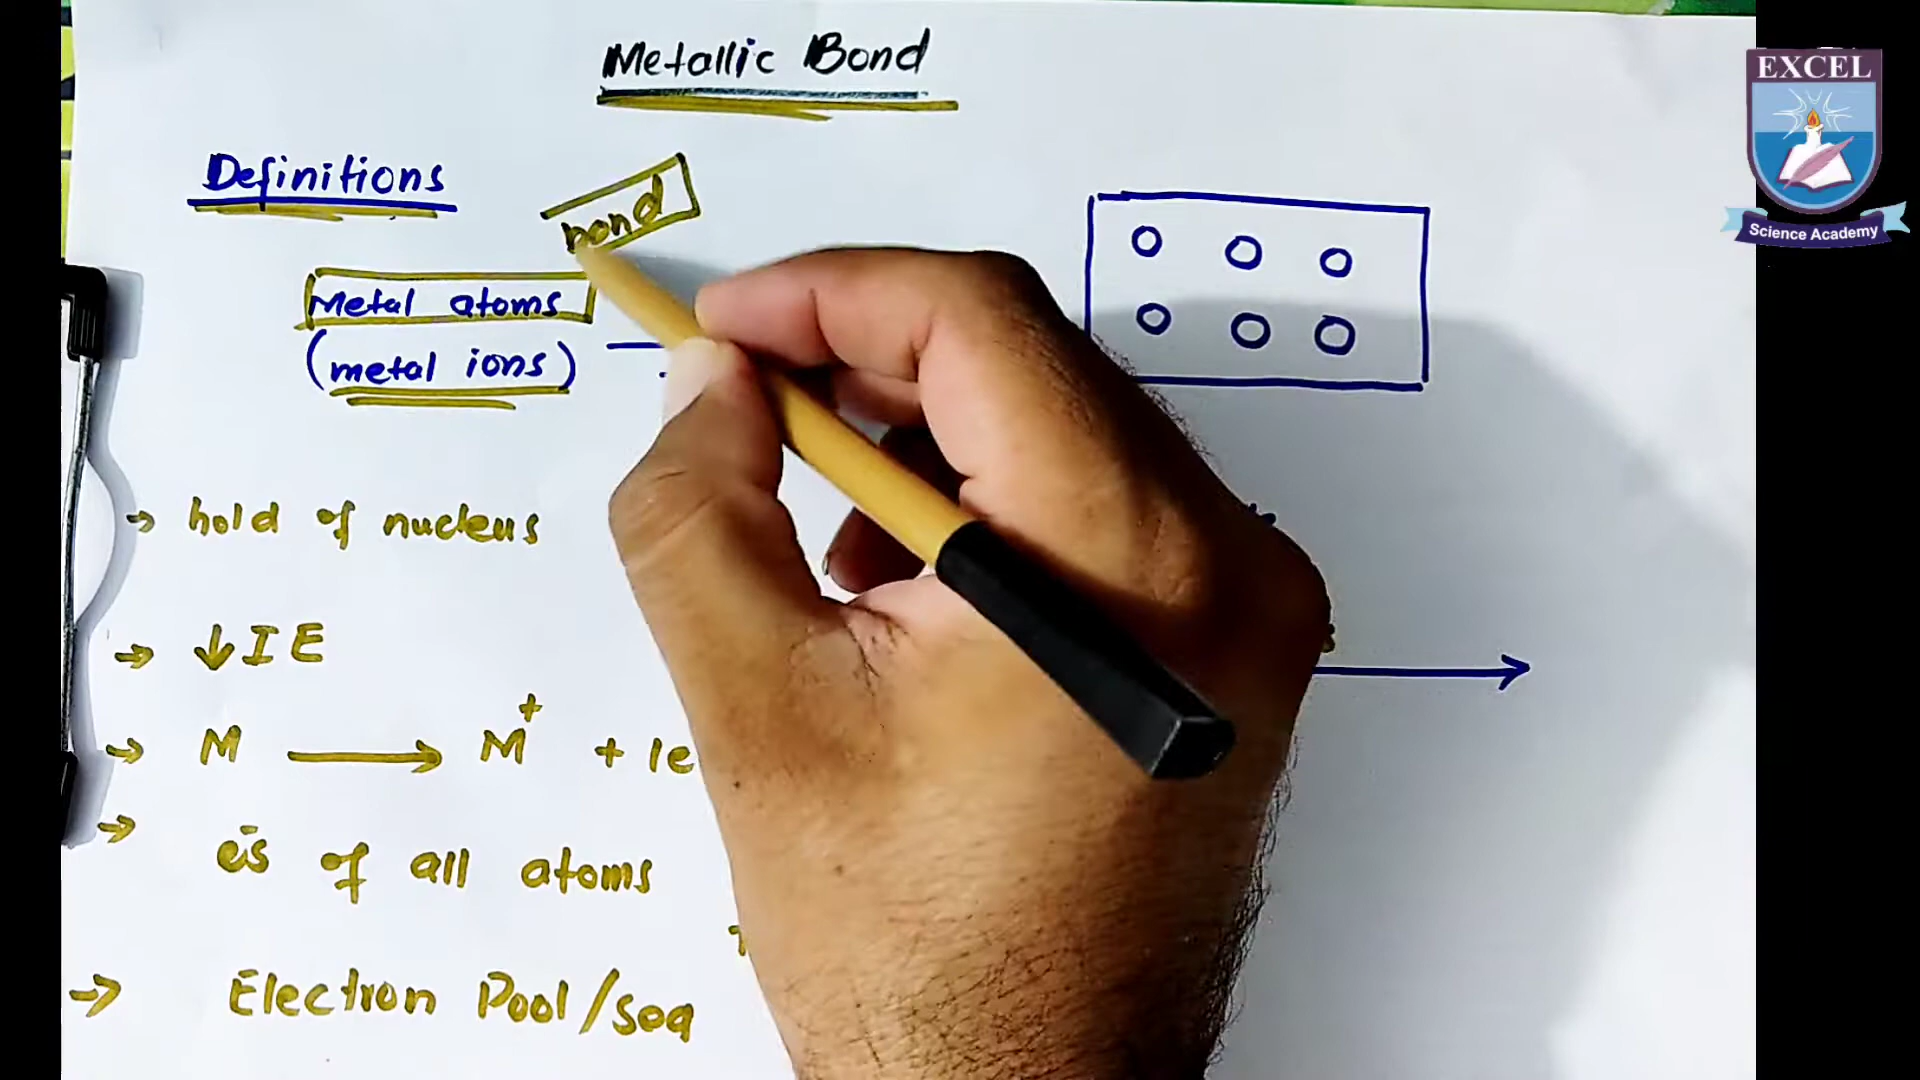 Metallic Bond
EXCEL
Science Academy
Definitions
bond
Metal atoms
(metal ions)
→ hold of nucleus
→ ↓IE
→ M → M⁺ + 1e
→ ēs of all atoms
→ Electron Pool/sea